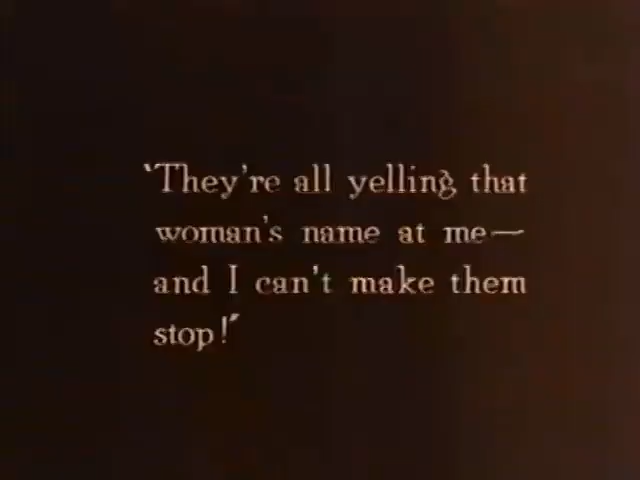 "They're all yelling that
woman's name at me—
and I can't make them
stop!"